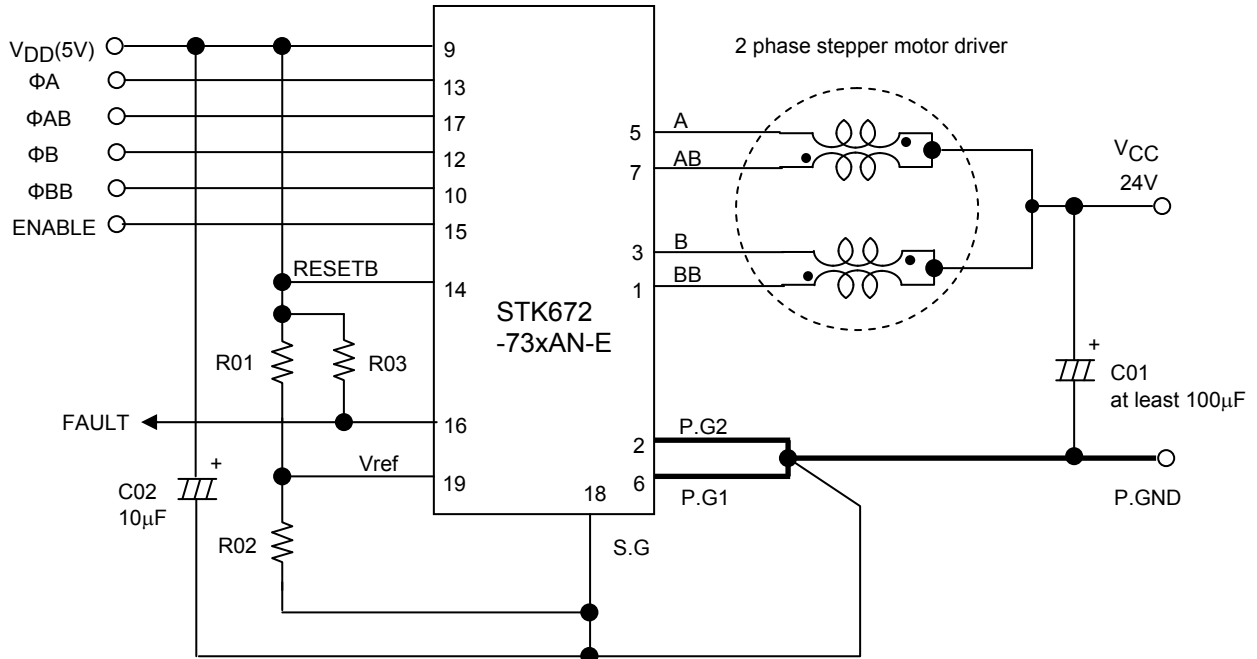 2 phase stepper motor driver
VDD(5V)
ΦA
ΦAB
ΦB
ΦBB
ENABLE
9
13
17
12
10
15
RESETB
14
R01
R03
FAULT
16
Vref
19
C02
10μF
+
R02
STK672
-73xAN-E
5
A
7
AB
3
B
1
BB
VCC
24V
+
C01
at least 100μF
2
P.G2
6
P.G1
P.GND
18
S.G